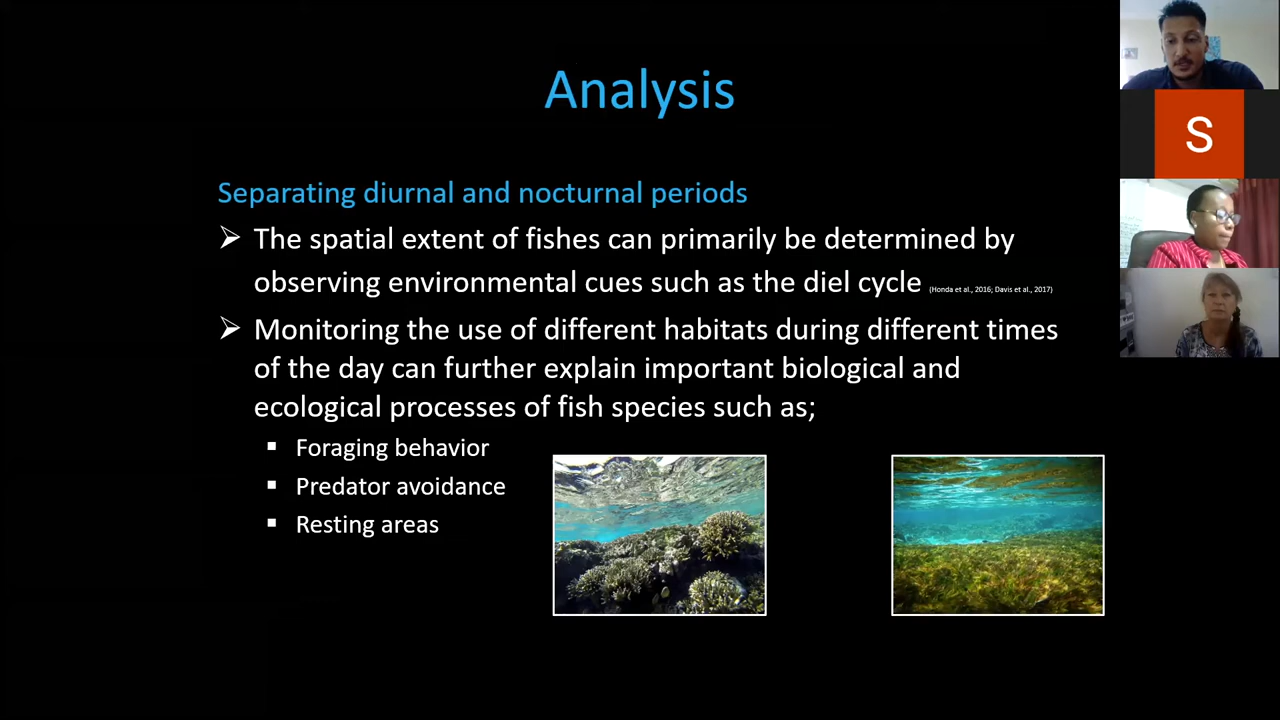 Analysis
Separating diurnal and nocturnal periods
The spatial extent of fishes can primarily be determined by
observing environmental cues such as the diel cycle (Honda et al., 2016; Davis et al., 2017)
Monitoring the use of different habitats during different times
of the day can further explain important biological and
ecological processes of fish species such as;
Foraging behavior
Predator avoidance
Resting areas
S